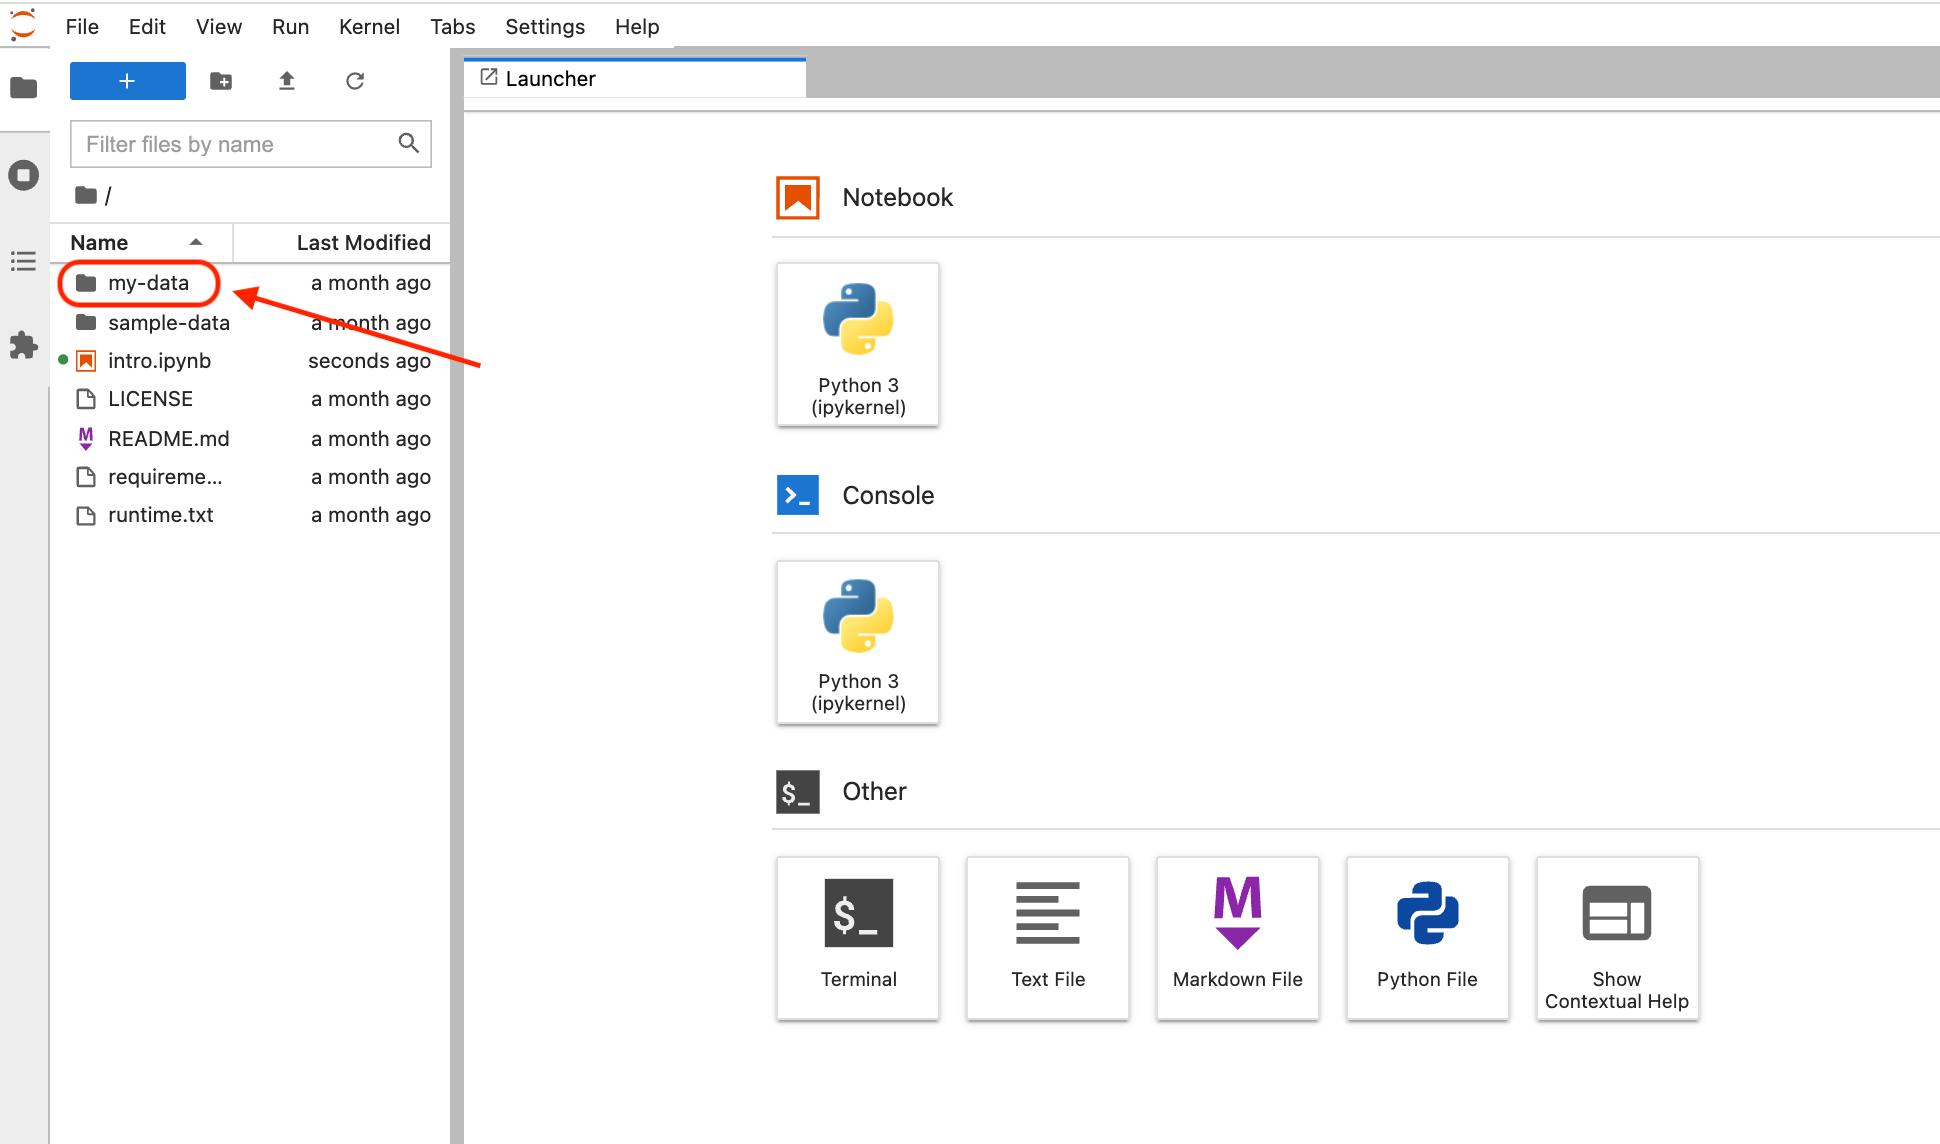 File Edit View Run Kernel Tabs Settings Help
+
Launcher
Filter files by name
/
Name Last Modified
my-data a month ago
sample-data a month ago
intro.ipynb seconds ago
LICENSE a month ago
M README.md a month ago
requireme... a month ago
runtime.txt a month ago
Notebook
Python 3
(ipykernel)
>_ Console
Python 3
(ipykernel)
$_ Other
$_
Terminal
Text File
M
Markdown File
Python File
Show
Contextual Help